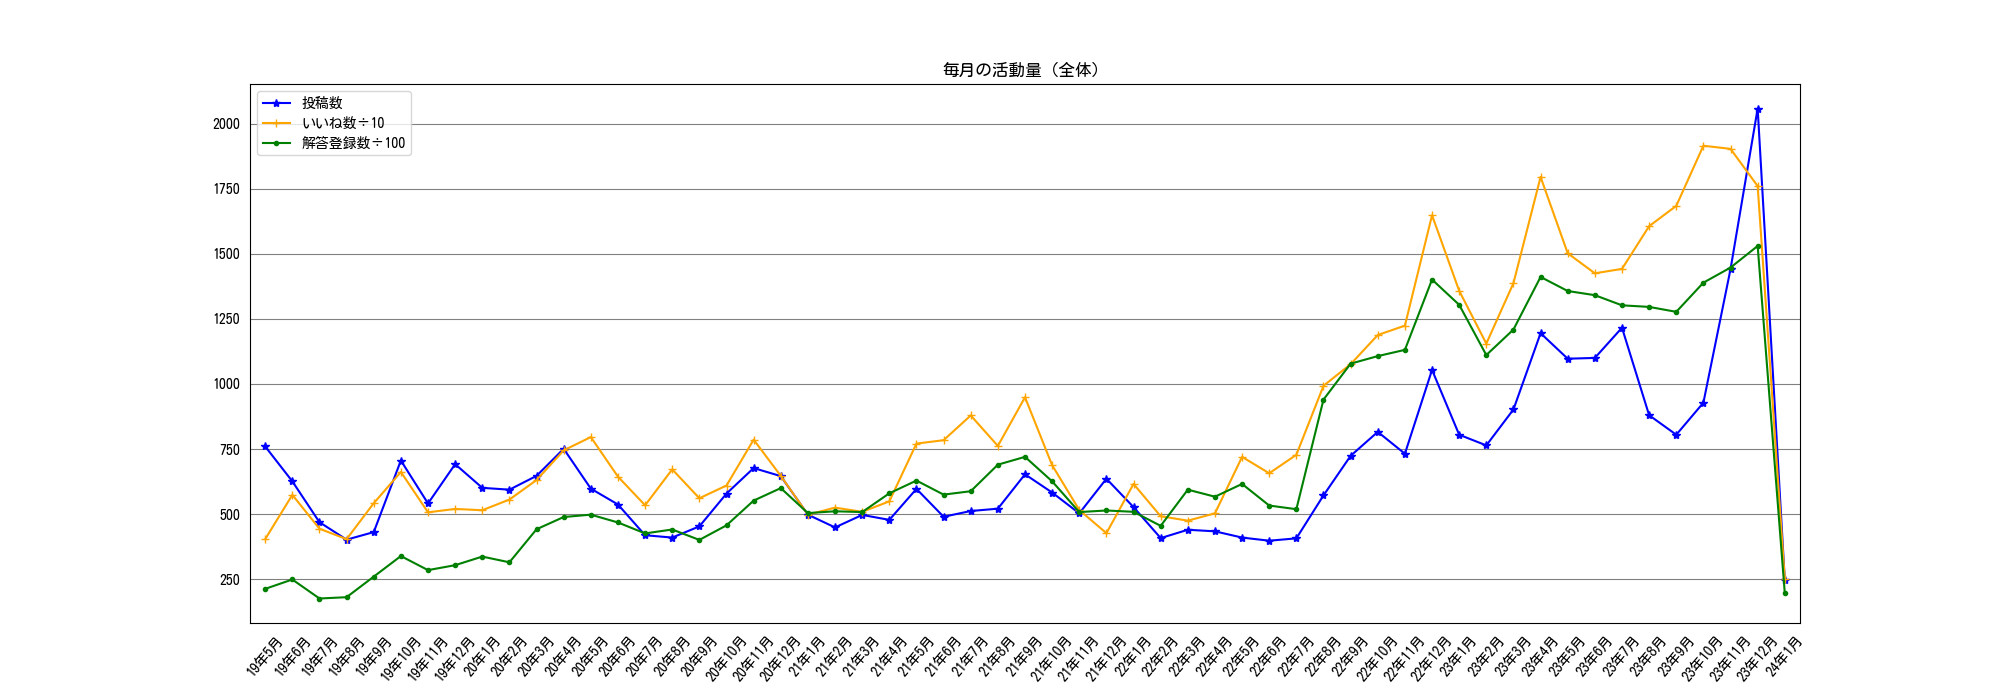 毎月の活動量（全体）
投稿数
いいね数÷10
解答登録数÷100
2000
1750
1500
1250
1000
750
500
250
19年5月
19年6月
19年7月
19年8月
19年9月
19年10月
19年11月
19年12月
20年1月
20年2月
20年3月
20年4月
20年5月
20年6月
20年7月
20年8月
20年9月
20年10月
20年11月
20年12月
21年1月
21年2月
21年3月
21年4月
21年5月
21年6月
21年7月
21年8月
21年9月
21年10月
21年11月
21年12月
22年1月
22年2月
22年3月
22年4月
22年5月
22年6月
22年7月
22年8月
22年9月
22年10月
22年11月
22年12月
23年1月
23年2月
23年3月
23年4月
23年5月
23年6月
23年7月
23年8月
23年9月
23年10月
23年11月
23年12月
24年1月